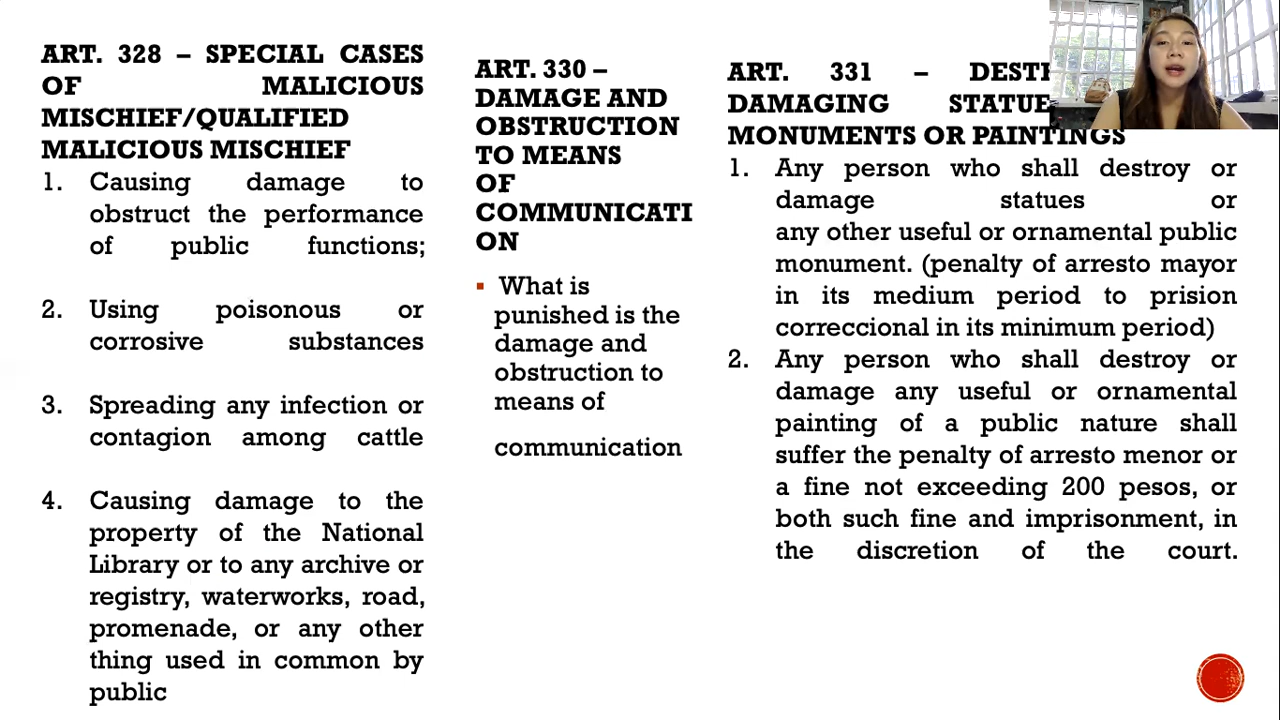 ART. 328 – SPECIAL CASES
OF MALICIOUS
MISCHIEF/QUALIFIED
MALICIOUS MISCHIEF
1. Causing damage to
obstruct the performance
of public functions;
2. Using poisonous or
corrosive substances
3. Spreading any infection or
contagion among cattle
4. Causing damage to the
property of the National
Library or to any archive or
registry, waterworks, road,
promenade, or any other
thing used in common by
public
ART. 330 –
DAMAGE AND
OBSTRUCTION
TO MEANS
OF
COMMUNICATI
ON
▪ What is
punished is the
damage and
obstruction to
means of
communication
ART. 331 –
DAMAGING
MONUMENTS OR PAINTINGS
1. Any person who shall destroy or
damage statues or
any other useful or ornamental public
monument. (penalty of arresto mayor
in its medium period to prision
correccional in its minimum period)
2. Any person who shall destroy or
damage any useful or ornamental
painting of a public nature shall
suffer the penalty of arresto menor or
a fine not exceeding 200 pesos, or
both such fine and imprisonment, in
the discretion of the court.